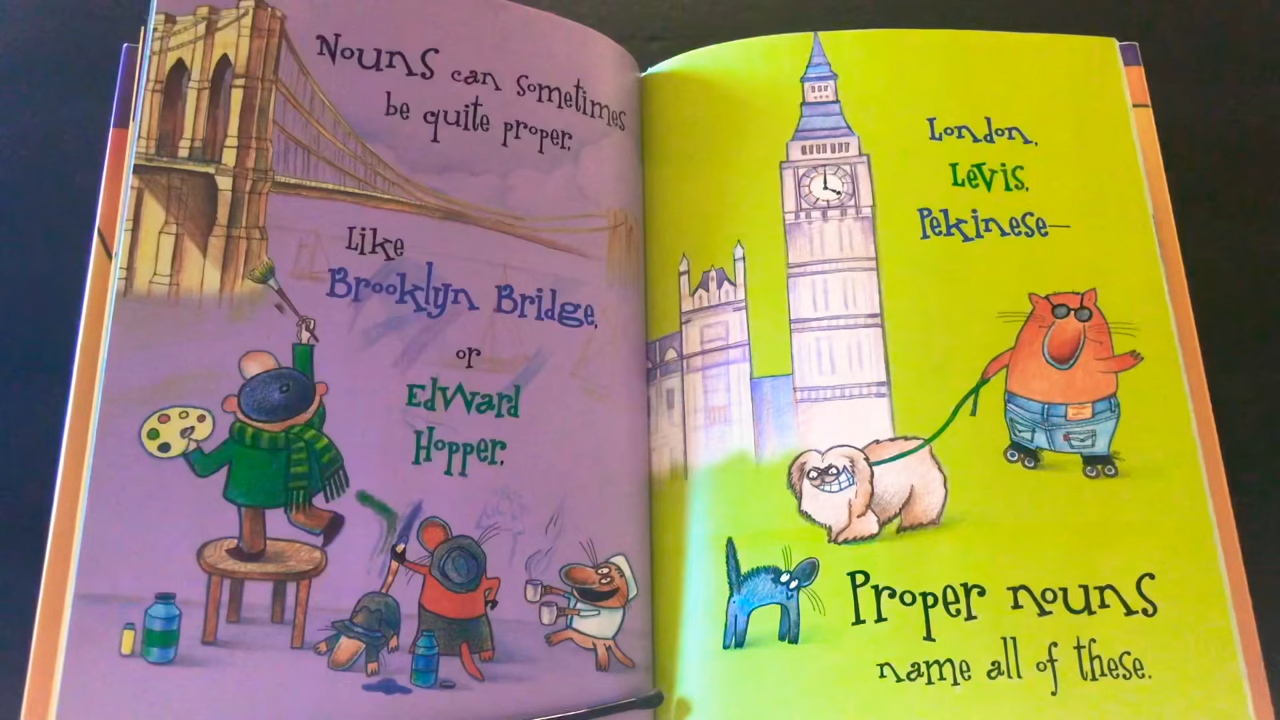 Nouns can sometimes
be quite proper,
Like
Brooklyn Bridge,
or
Edward
Hopper,
London,
Levis,
Pekinese—
Proper nouns
name all of these.